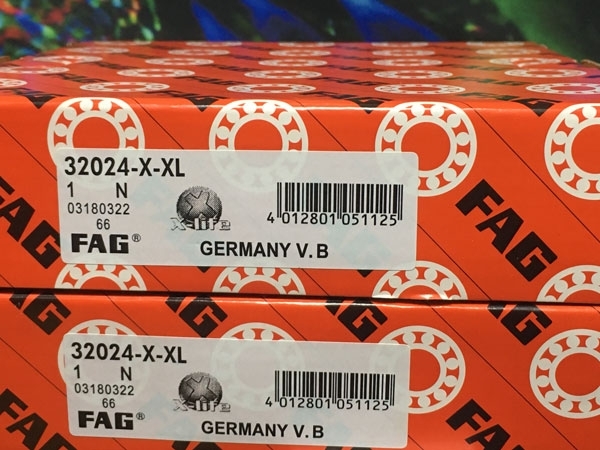 32024-X-XL
1 N
03180322
66
FAG®
X-life
4 012801 051125
GERMANY V.B
FAG
FAG
FAG
32024-X-XL
1 N
03180322
66
FAG®
X-life
4 012801 051125
GERMANY V.B
FAG
FAG